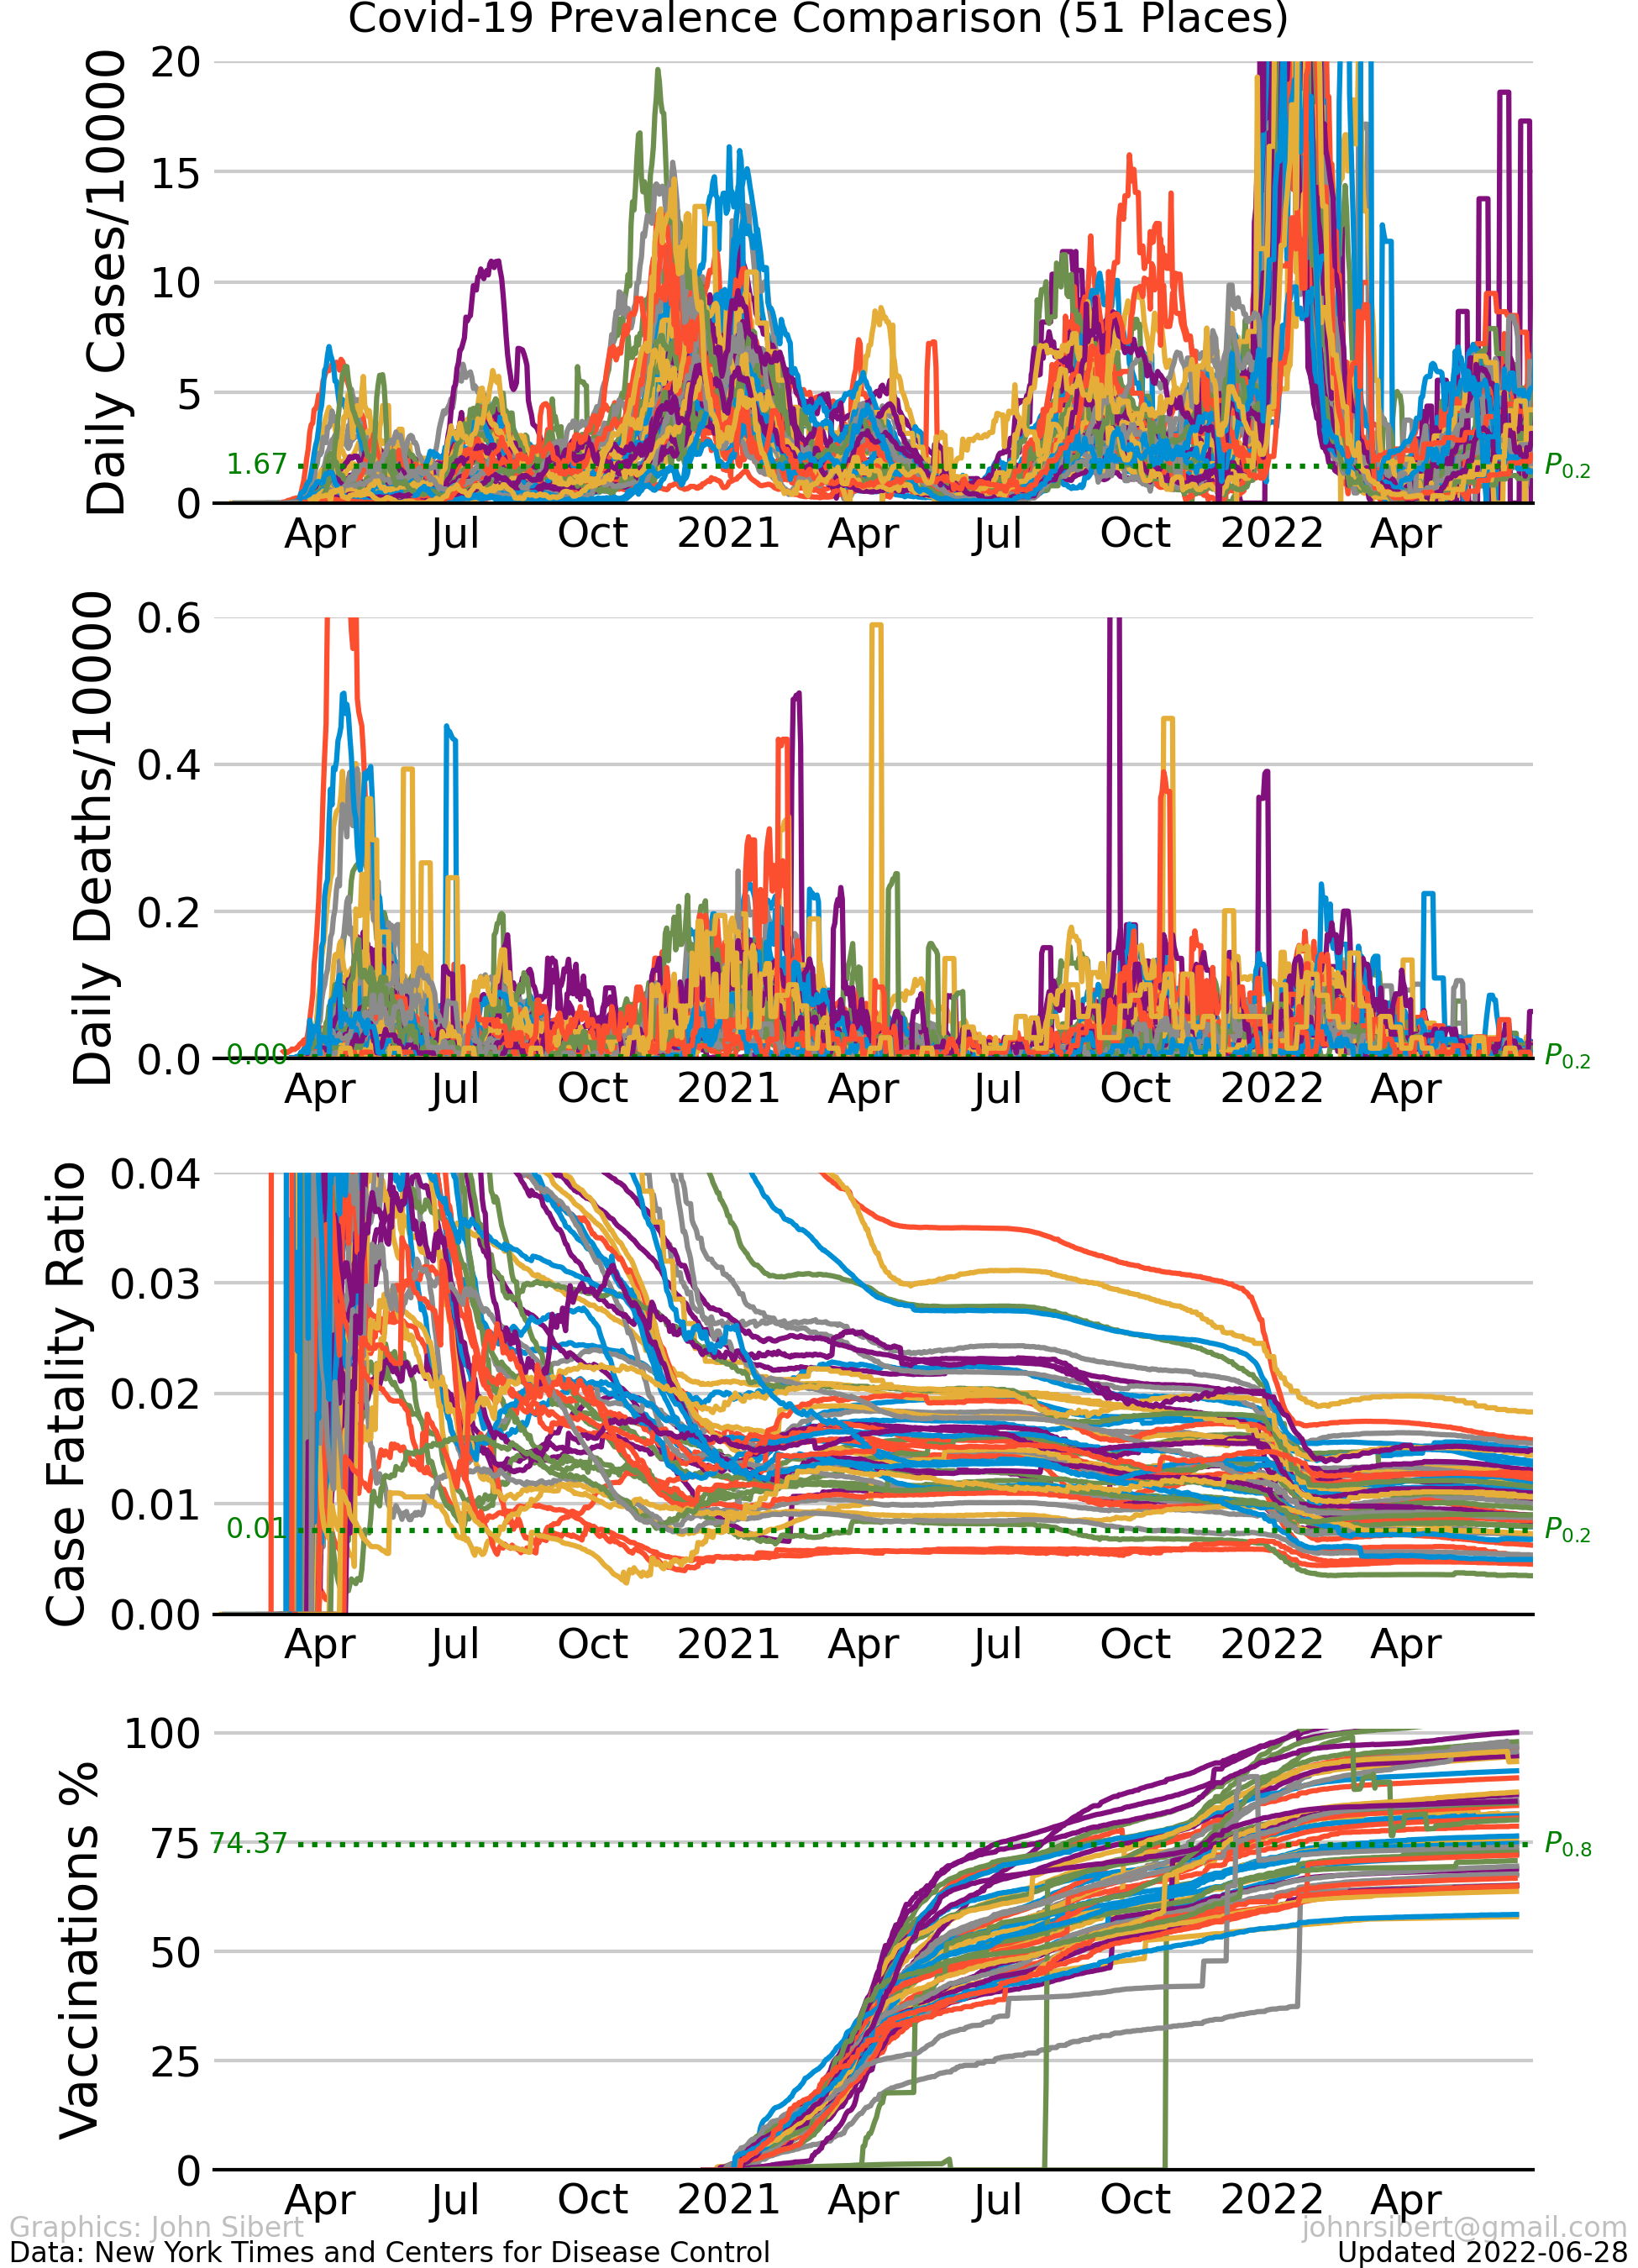 Covid-19 Prevalence Comparison (51 Places)
Daily Cases/10000
20
15
10
5
0
1.67
P0.2
Apr Jul Oct 2021 Apr Jul Oct 2022 Apr
Daily Deaths/10000
0.6
0.4
0.2
0.0
0.00
P0.2
Apr Jul Oct 2021 Apr Jul Oct 2022 Apr
Case Fatality Ratio
0.04
0.03
0.02
0.01
0.00
0.01
P0.2
Apr Jul Oct 2021 Apr Jul Oct 2022 Apr
Vaccinations %
100
75
50
25
0
74.37
P0.8
Apr Jul Oct 2021 Apr Jul Oct 2022 Apr
Graphics: John Sibert
johnrsibert@gmail.com
Data: New York Times and Centers for Disease Control
Updated 2022-06-28